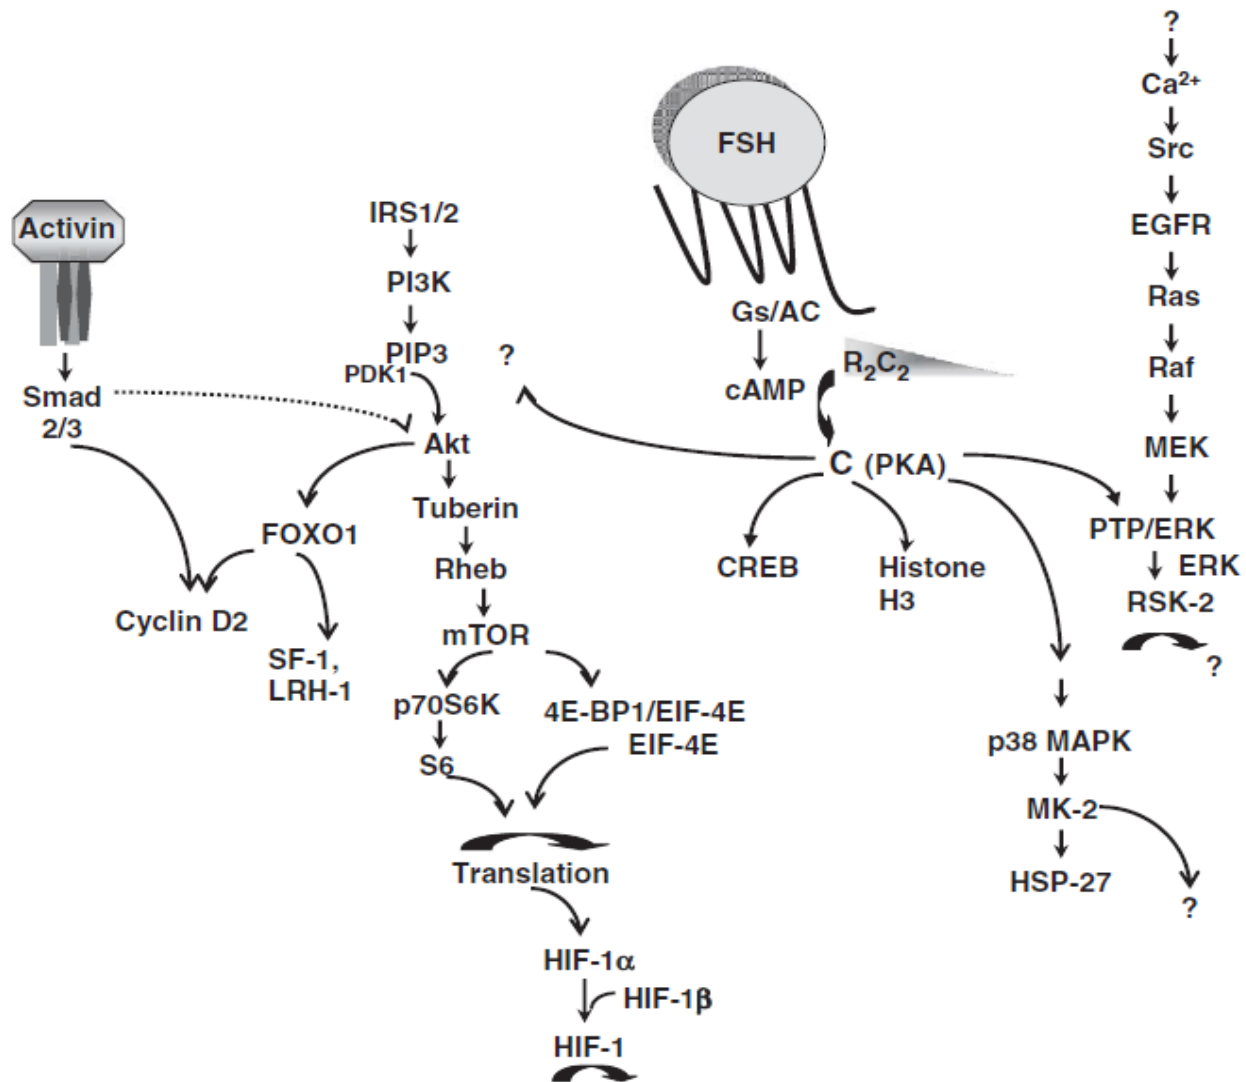 ?
Ca²⁺
Src
EGFR
Ras
Raf
MEK
PTP/ERK
ERK
RSK-2
?
FSH
Gs/AC
cAMP
R₂C₂
C (PKA)
CREB
Histone
H3
p38 MAPK
MK-2
HSP-27
?
?
Activin
Smad
2/3
IRS1/2
PI3K
PIP3
PDK1
Akt
FOXO1
Cyclin D2
SF-1,
LRH-1
Tuberin
Rheb
mTOR
p70S6K
4E-BP1/EIF-4E
EIF-4E
S6
Translation
HIF-1α
HIF-1β
HIF-1